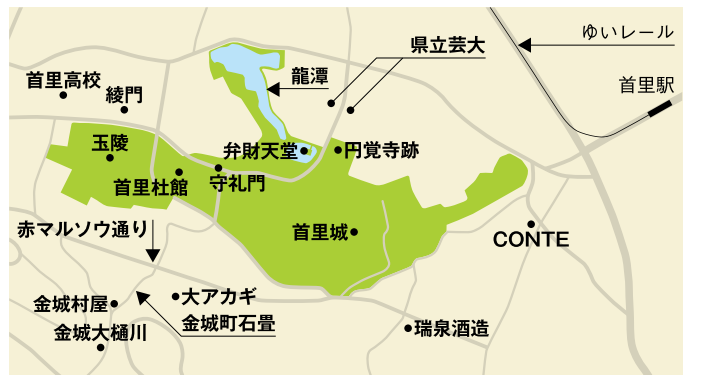 ゆいレール
県立芸大
龍潭
首里高校
首里駅
綾門
玉陵
弁財天堂
円覚寺跡
首里杜館
守礼門
赤マルソウ通り
首里城
CONTE
金城村屋
大アカギ
金城町石畳
金城大樋川
瑞泉酒造